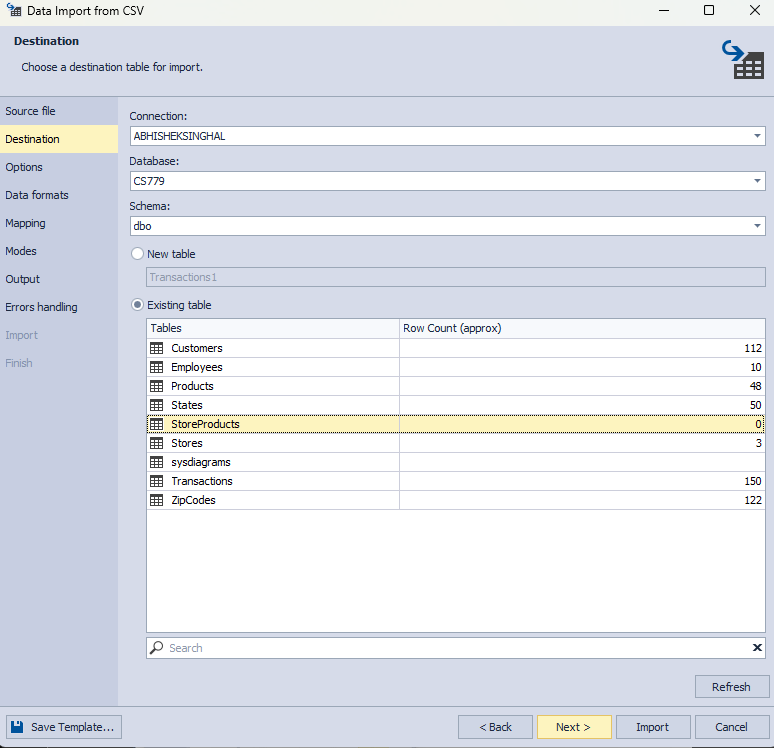 Data Import from CSV
Destination
Choose a destination table for import.
Source file
Destination
Options
Data formats
Mapping
Modes
Output
Errors handling
Import
Finish
Connection:
ABHISHEKSINGHAL
Database:
CS779
Schema:
dbo
New table
Transactions1
Existing table
Tables Row Count (approx)
Customers 112
Employees 10
Products 48
States 50
StoreProducts 0
Stores 3
sysdiagrams
Transactions 150
ZipCodes 122
Search
Refresh
Save Template... < Back Next > Import Cancel